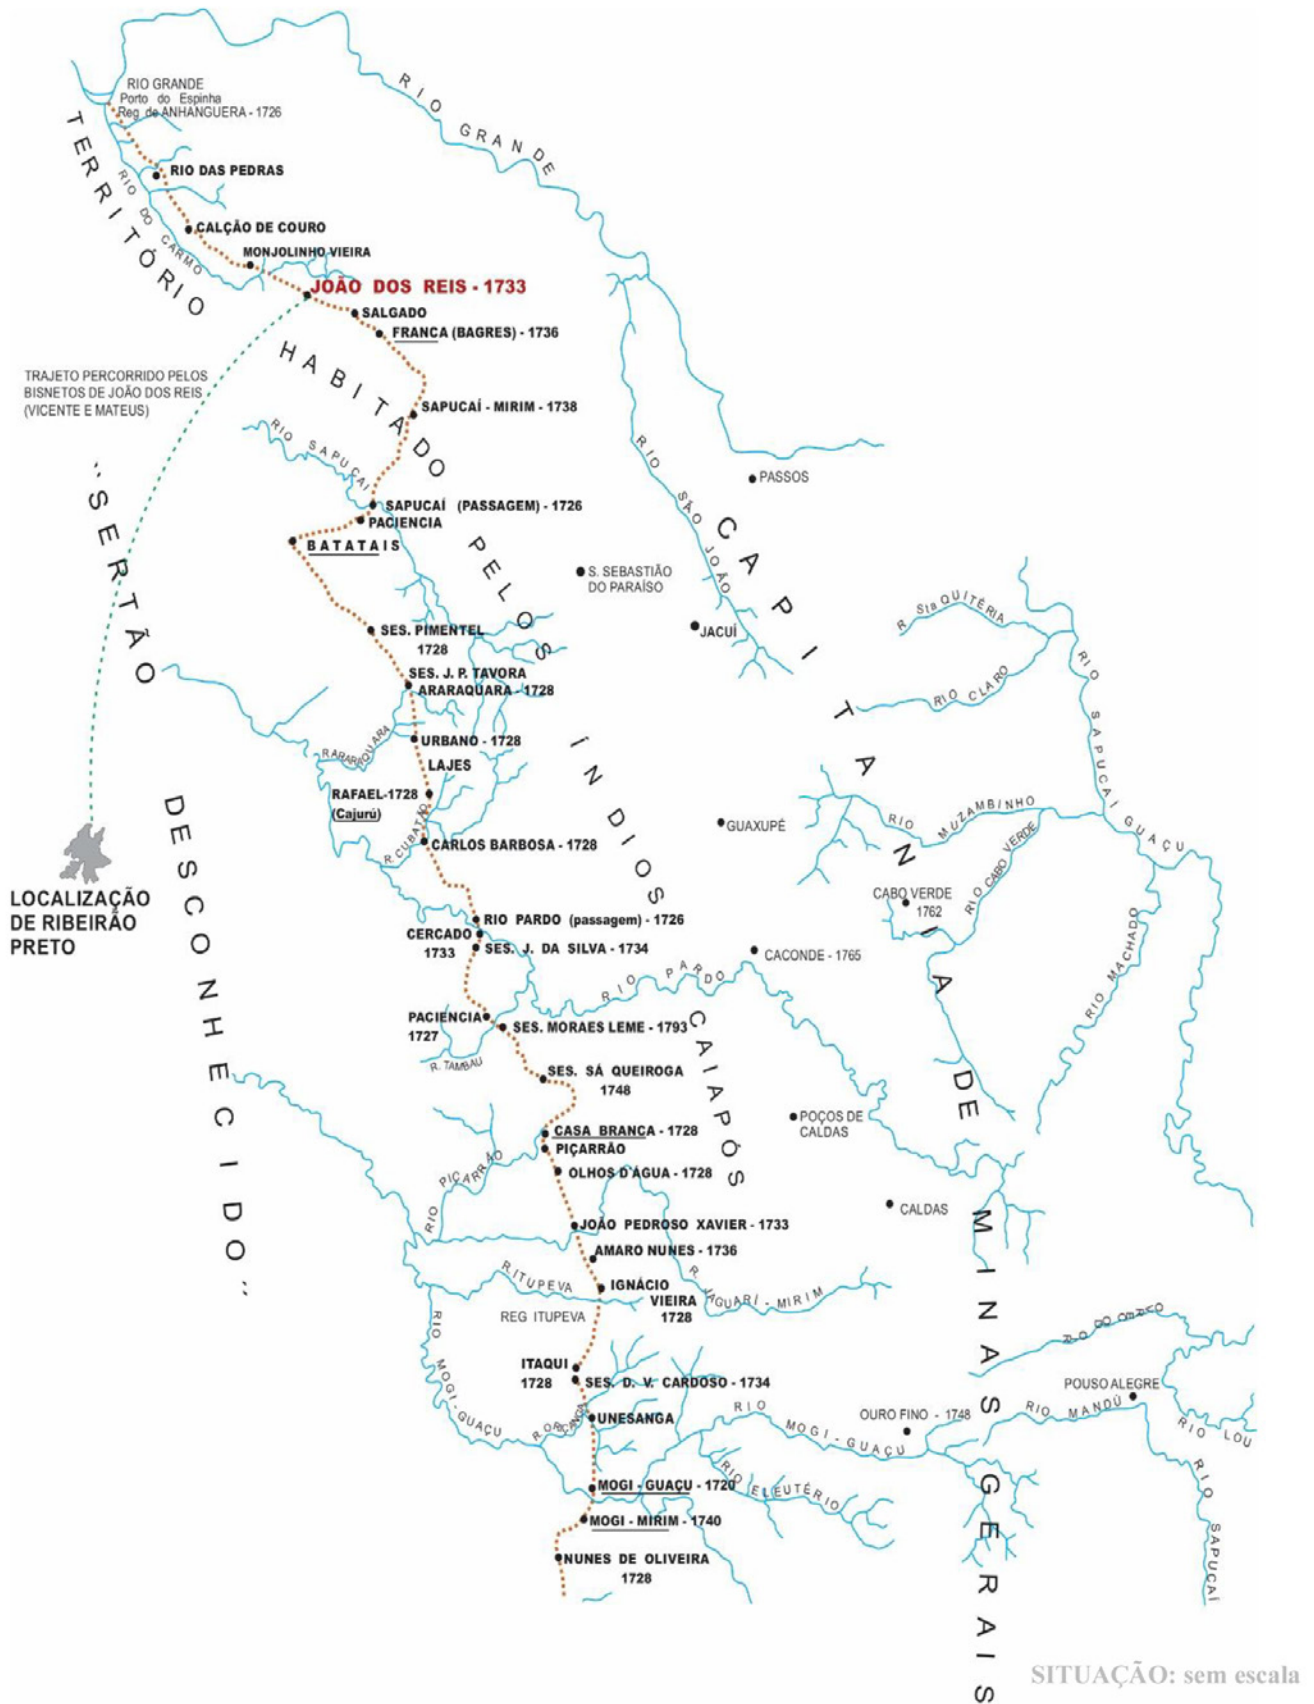 RIO GRANDE
Porto do Espinha
Reg de ANHANGUERA - 1726
RIO GRANDE
RIO DAS PEDRAS
RIO DO CARMO
CALÇÃO DE COURO
MONJOLINHO VIEIRA
JOÃO DOS REIS - 1733
SALGADO
FRANCA (BAGRES) - 1736
TRAJETO PERCORRIDO PELOS
BISNETOS DE JOÃO DOS REIS
(VICENTE E MATEUS)
SAPUCAÍ - MIRIM - 1738
RIO SAPUCAI
RIO SÃO JOÃO
PASSOS
SAPUCAÍ (PASSAGEM) - 1726
PACIENCIA
BATATAIS
S. SEBASTIÃO
DO PARAÍSO
JACUÍ
R Sta QUITÉRIA
RIO CLARO
RIO SAPUCAI GUAÇU
SES. PIMENTEL
1728
SES. J. P. TAVORA
ARARAQUARA - 1728
R ARARAQUARA
URBANO - 1728
LAJES
RAFAEL-1728
(Cajurú)
R. CUBATÃO
CARLOS BARBOSA - 1728
GUAXUPÉ
RIO MUZAMBINHO
RIO CABO VERDE
CABO VERDE
1762
RIO MACHADO
LOCALIZAÇÃO
DE RIBEIRÃO
PRETO
RIO PARDO (passagem) - 1726
CERCADO
1733
SES. J. DA SILVA - 1734
CACONDE - 1765
RIO PARDO
PACIENCIA
1727
SES. MORAES LEME - 1793
R. TAMBAU
SES. SÁ QUEIROGA
1748
CASA BRANCA - 1728
PIÇARRÃO
RIO PIÇARRÃO
OLHOS D'ÁGUA - 1728
POÇOS DE
CALDAS
CALDAS
JOÃO PEDROSO XAVIER - 1733
AMARO NUNES - 1736
R ITUPEVA
IGNÁCIO
VIEIRA
1728
R. JAGUARÍ - MIRIM
REG ITUPEVA
RIO MOGI-GUAÇU
ITAQUI
1728
SES. D. V. CARDOSO - 1734
UNESANGA
RIO MOGI-GUAÇU
OURO FINO - 1748
POUSO ALEGRE
RIO MANDÚ
RIO LOU
RIO SAPUCAÍ
RIO ELEUTÉRIO
MOGI - GUAÇU - 1720
MOGI - MIRIM - 1740
NUNES DE OLIVEIRA
1728
TERRITÓRIO HABITADO PELOS ÍNDIOS CAIAPÓS
"SERTÃO DESCONHECIDO"
CAPITANIA DE MINAS GERAIS
SITUAÇÃO: sem escala